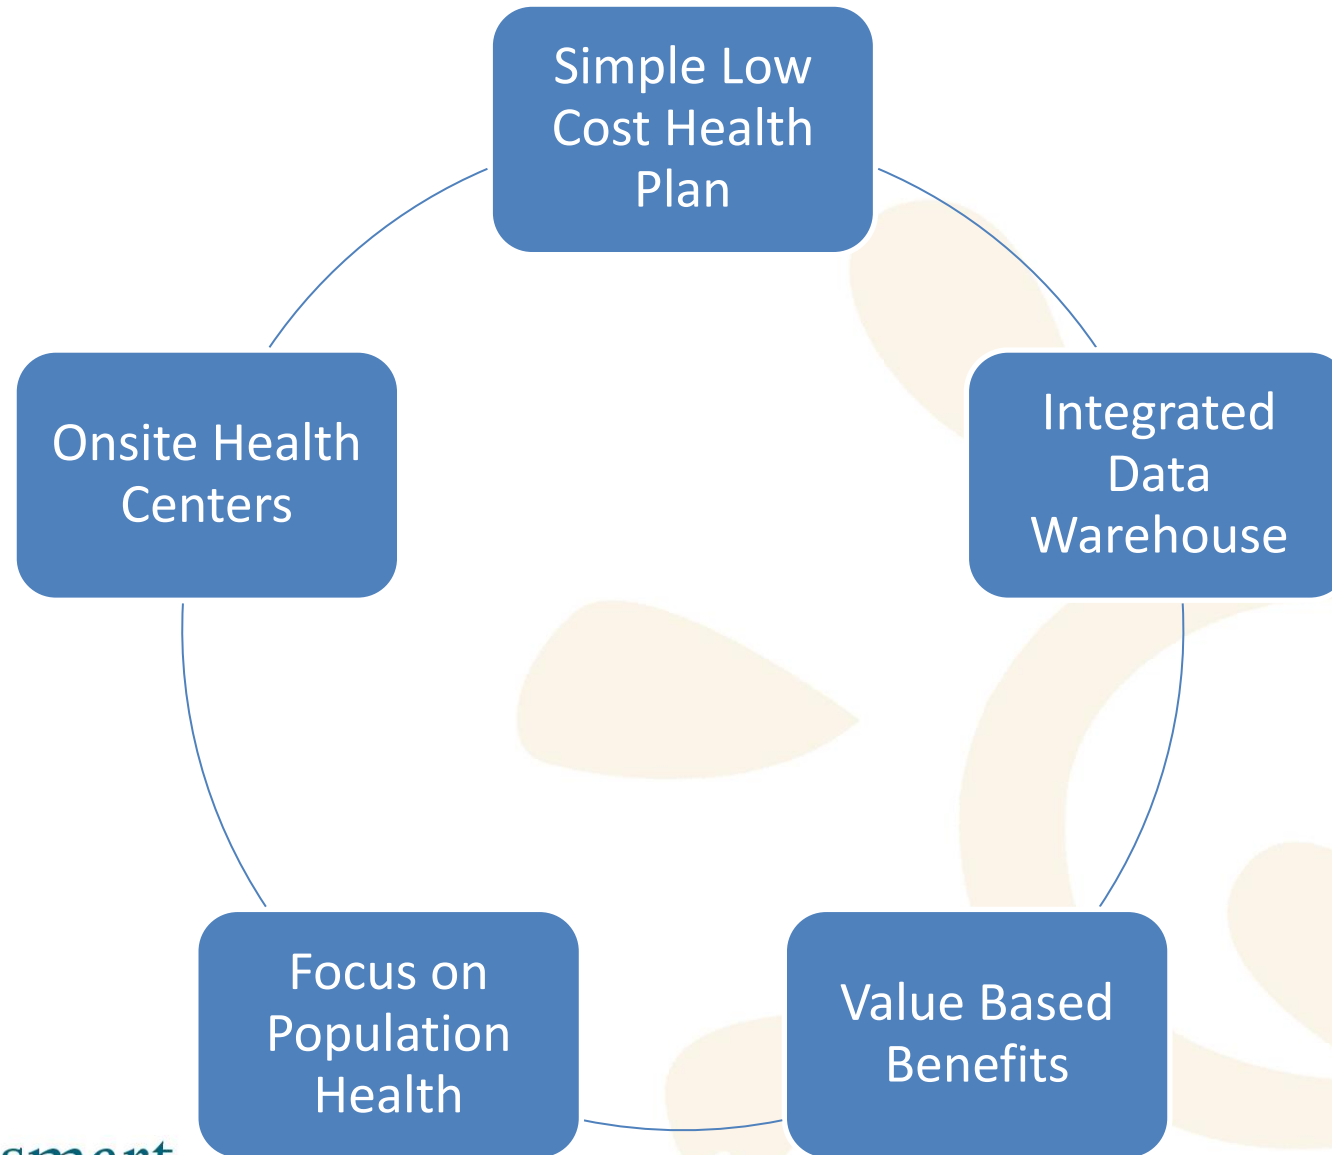 Simple Low
Cost Health
Plan
Integrated
Data
Warehouse
Value Based
Benefits
Focus on
Population
Health
Onsite Health
Centers